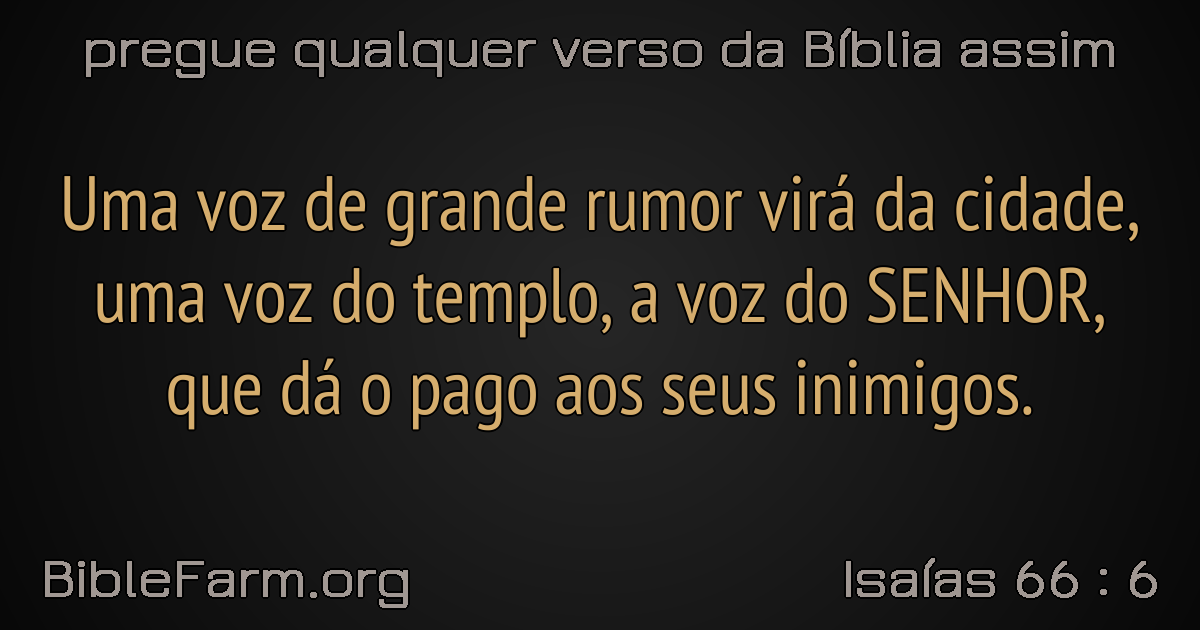 pregue qualquer verso da Bíblia assim
Uma voz de grande rumor virá da cidade,
uma voz do templo, a voz do SENHOR,
que dá o pago aos seus inimigos.
BibleFarm.org
Isaías 66 : 6